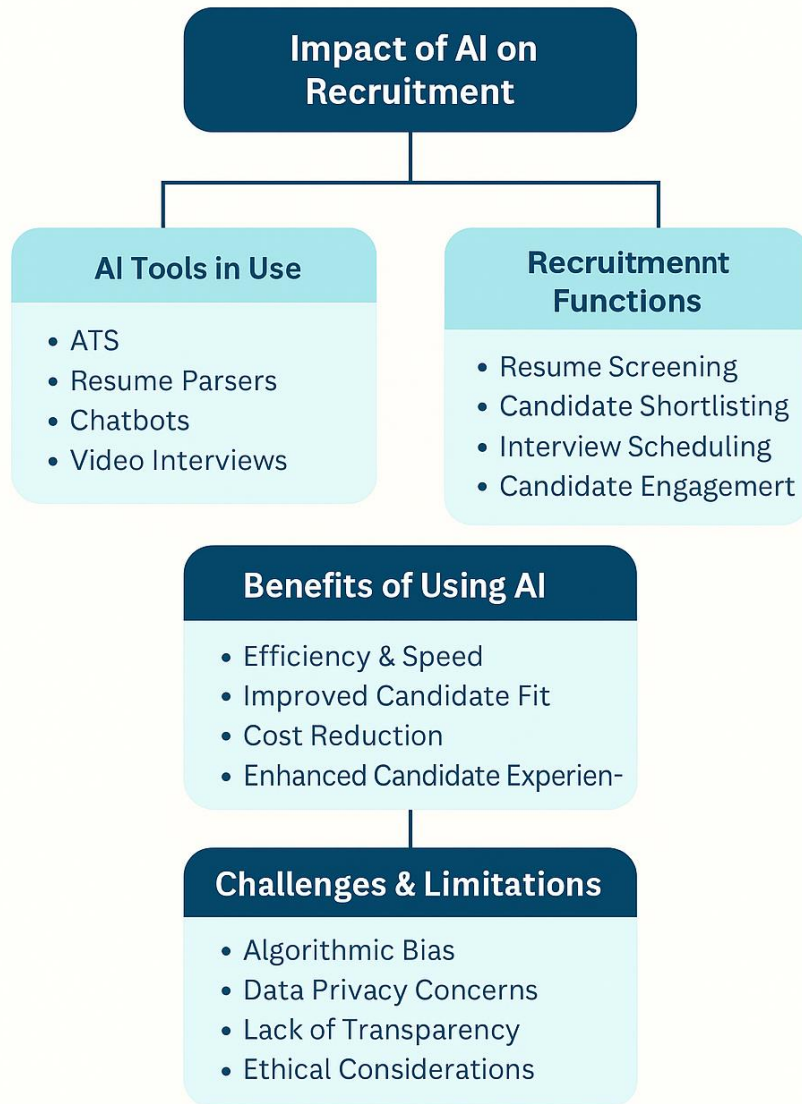 Impact of AI on
Recruitment
AI Tools in Use
• ATS
• Resume Parsers
• Chatbots
• Video Interviews
Recruitmennt
Functions
• Resume Screening
• Candidate Shortlisting
• Interview Scheduling
• Candidate Engagemert
Benefits of Using AI
• Efficiency & Speed
• Improved Candidate Fit
• Cost Reduction
• Enhanced Candidate Experien-
Challenges & Limitations
• Algorithmic Bias
• Data Privacy Concerns
• Lack of Transparency
• Ethical Considerations